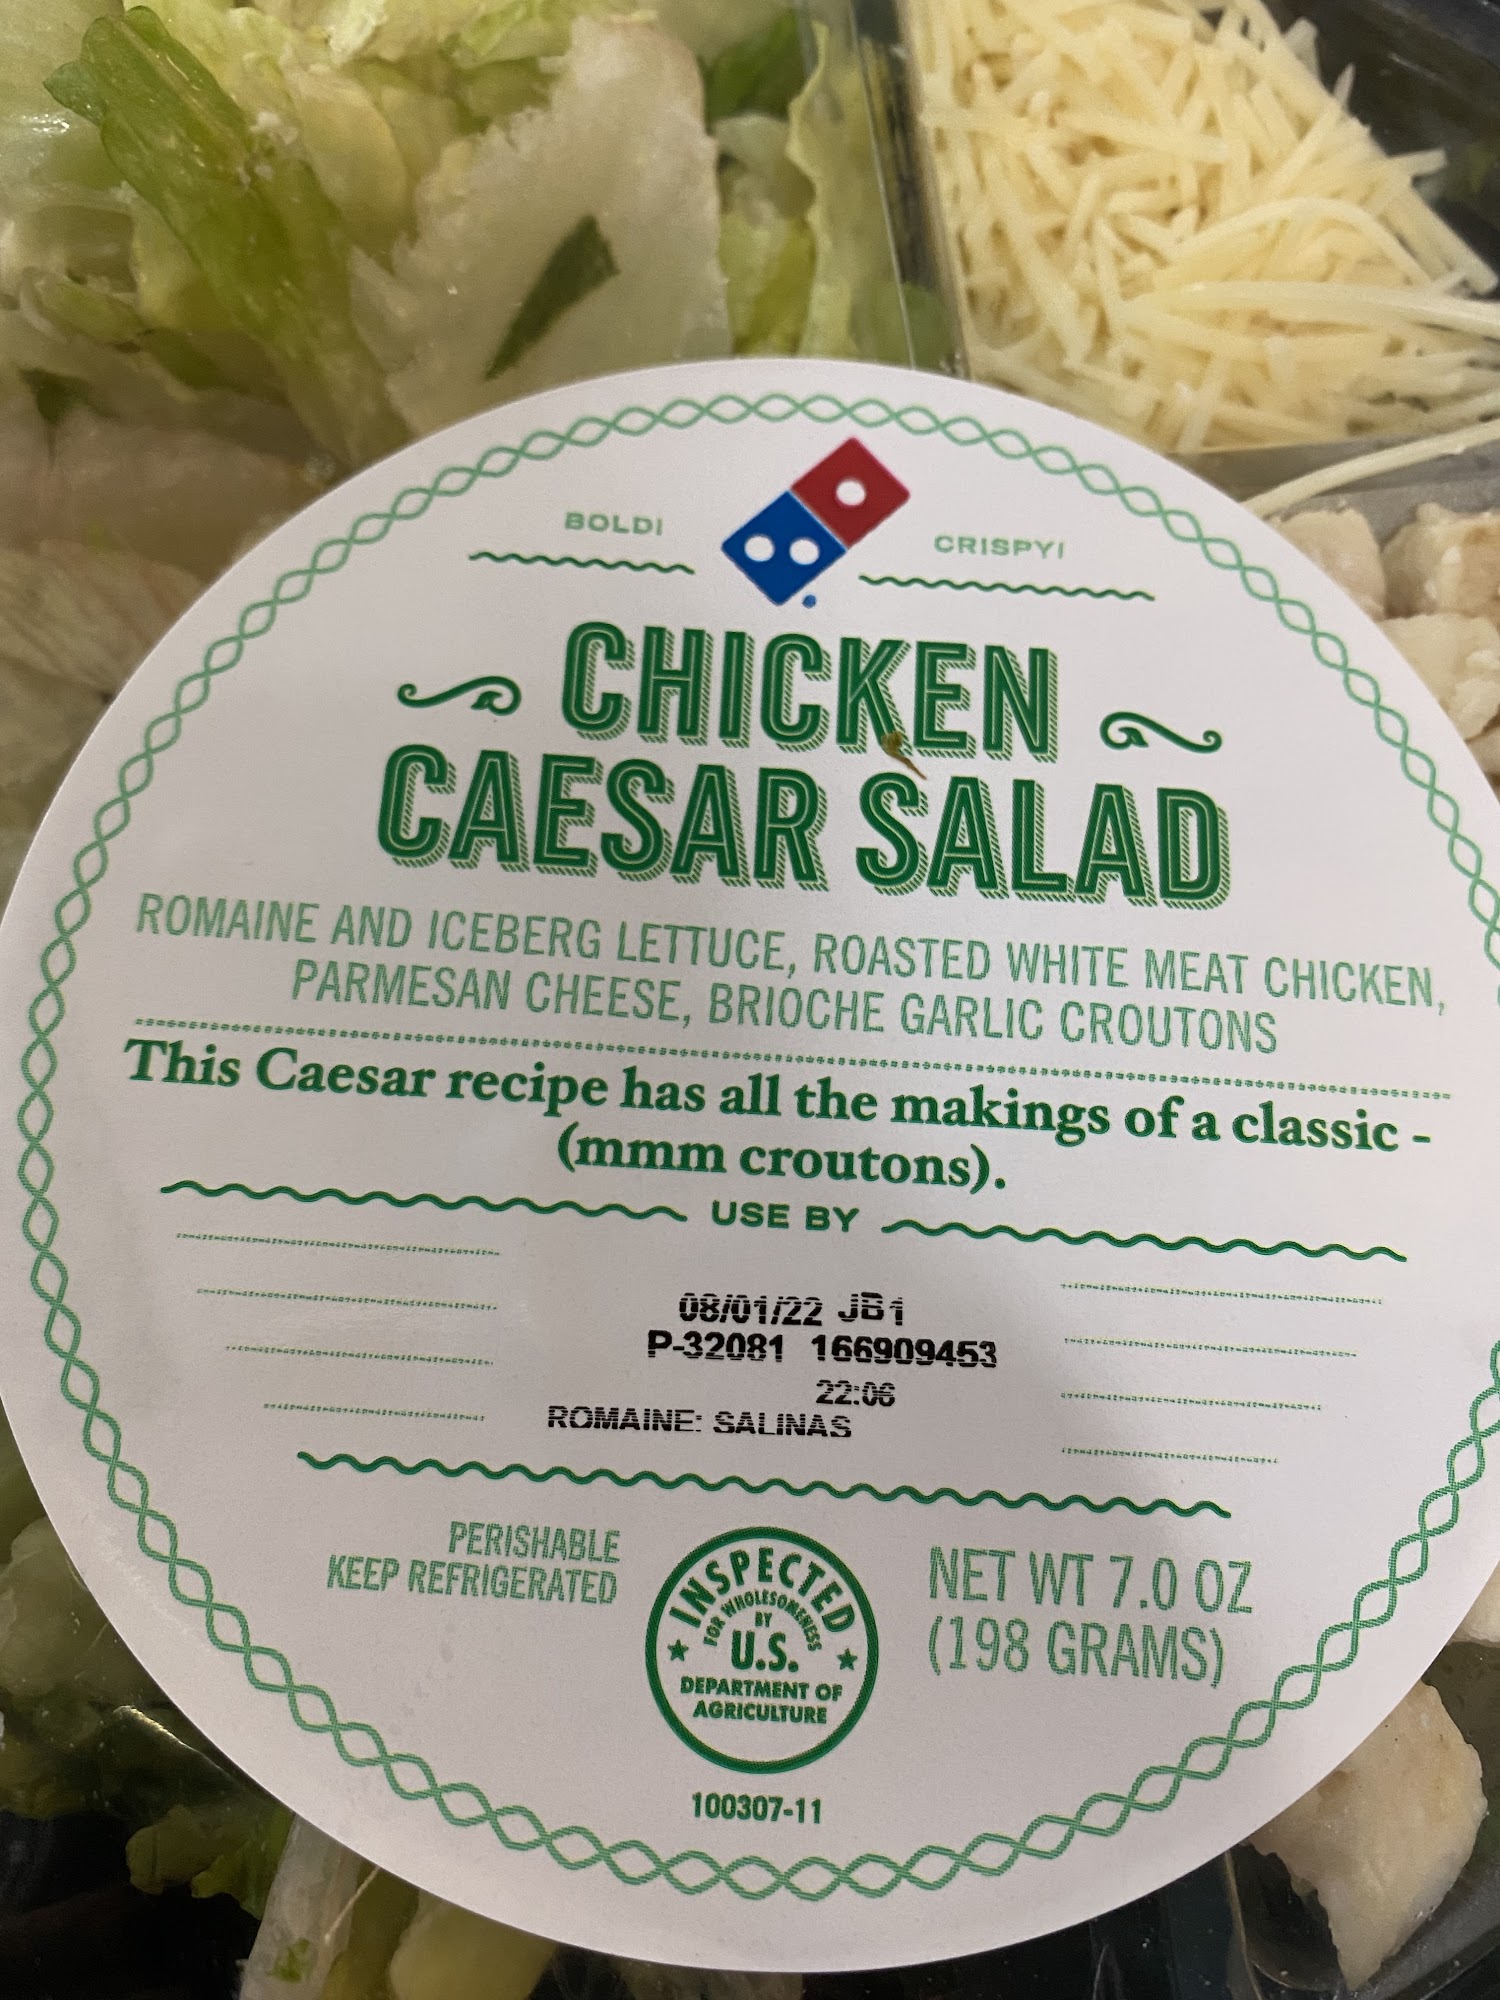 BOLD!
CRISPY!
CHICKEN
CAESAR SALAD
ROMAINE AND ICEBERG LETTUCE, ROASTED WHITE MEAT CHICKEN,
PARMESAN CHEESE, BRIOCHE GARLIC CROUTONS
This Caesar recipe has all the makings of a classic -
(mmm croutons).
USE BY
08/01/22 JB1
P-32081 166909453
22:06
ROMAINE: SALINAS
PERISHABLE
KEEP REFRIGERATED
INSPECTED
FOR WHOLESOMENESS
BY
U.S.
DEPARTMENT OF
AGRICULTURE
NET WT 7.0 OZ
(198 GRAMS)
100307-11